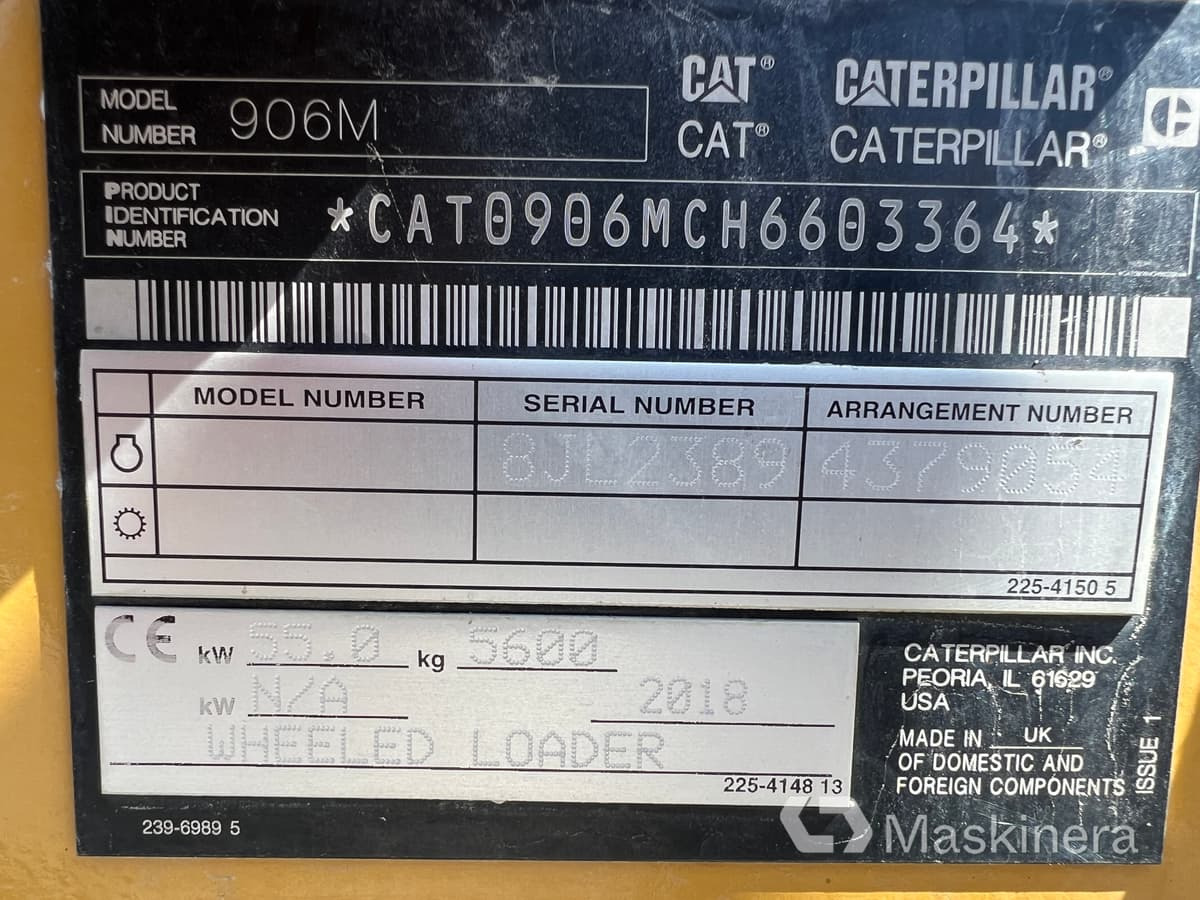 MODEL NUMBER 906M
CAT® CATERPILLAR®
CAT® CATERPILLAR®
PRODUCT IDENTIFICATION NUMBER *CAT0906MCH6603364*
MODEL NUMBER SERIAL NUMBER ARRANGEMENT NUMBER
8JL2389 4379054
225-4150 5
CE kW 55.0 kg 5600
kW N/A 2018
WHEELED LOADER
225-4148 13
CATERPILLAR INC.
PEORIA, IL 61629
USA
MADE IN UK
OF DOMESTIC AND
FOREIGN COMPONENTS
ISSUE 1
239-6989 5
Maskinera